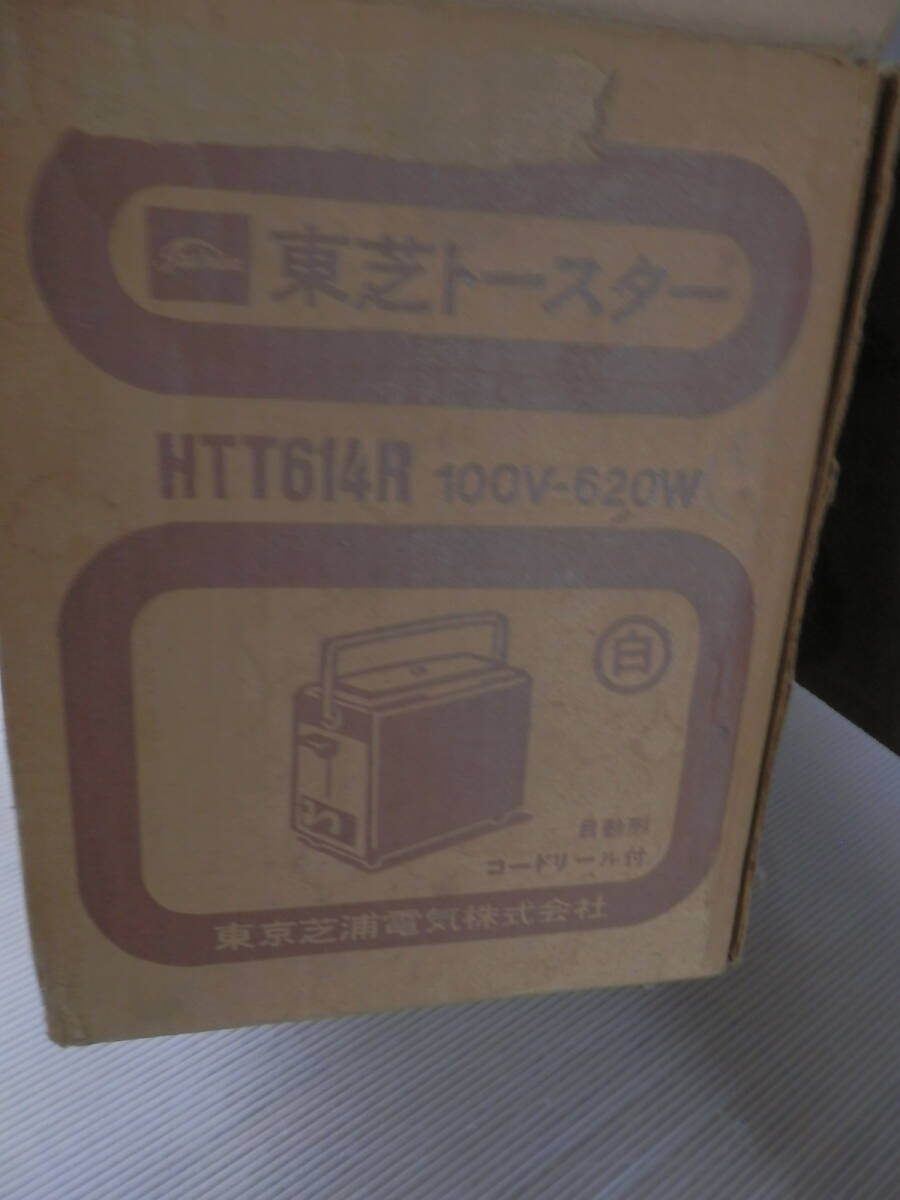 東芝トースター
HTT614R 100V-620W
白
自動式
コードリール付
東京芝浦電気株式会社